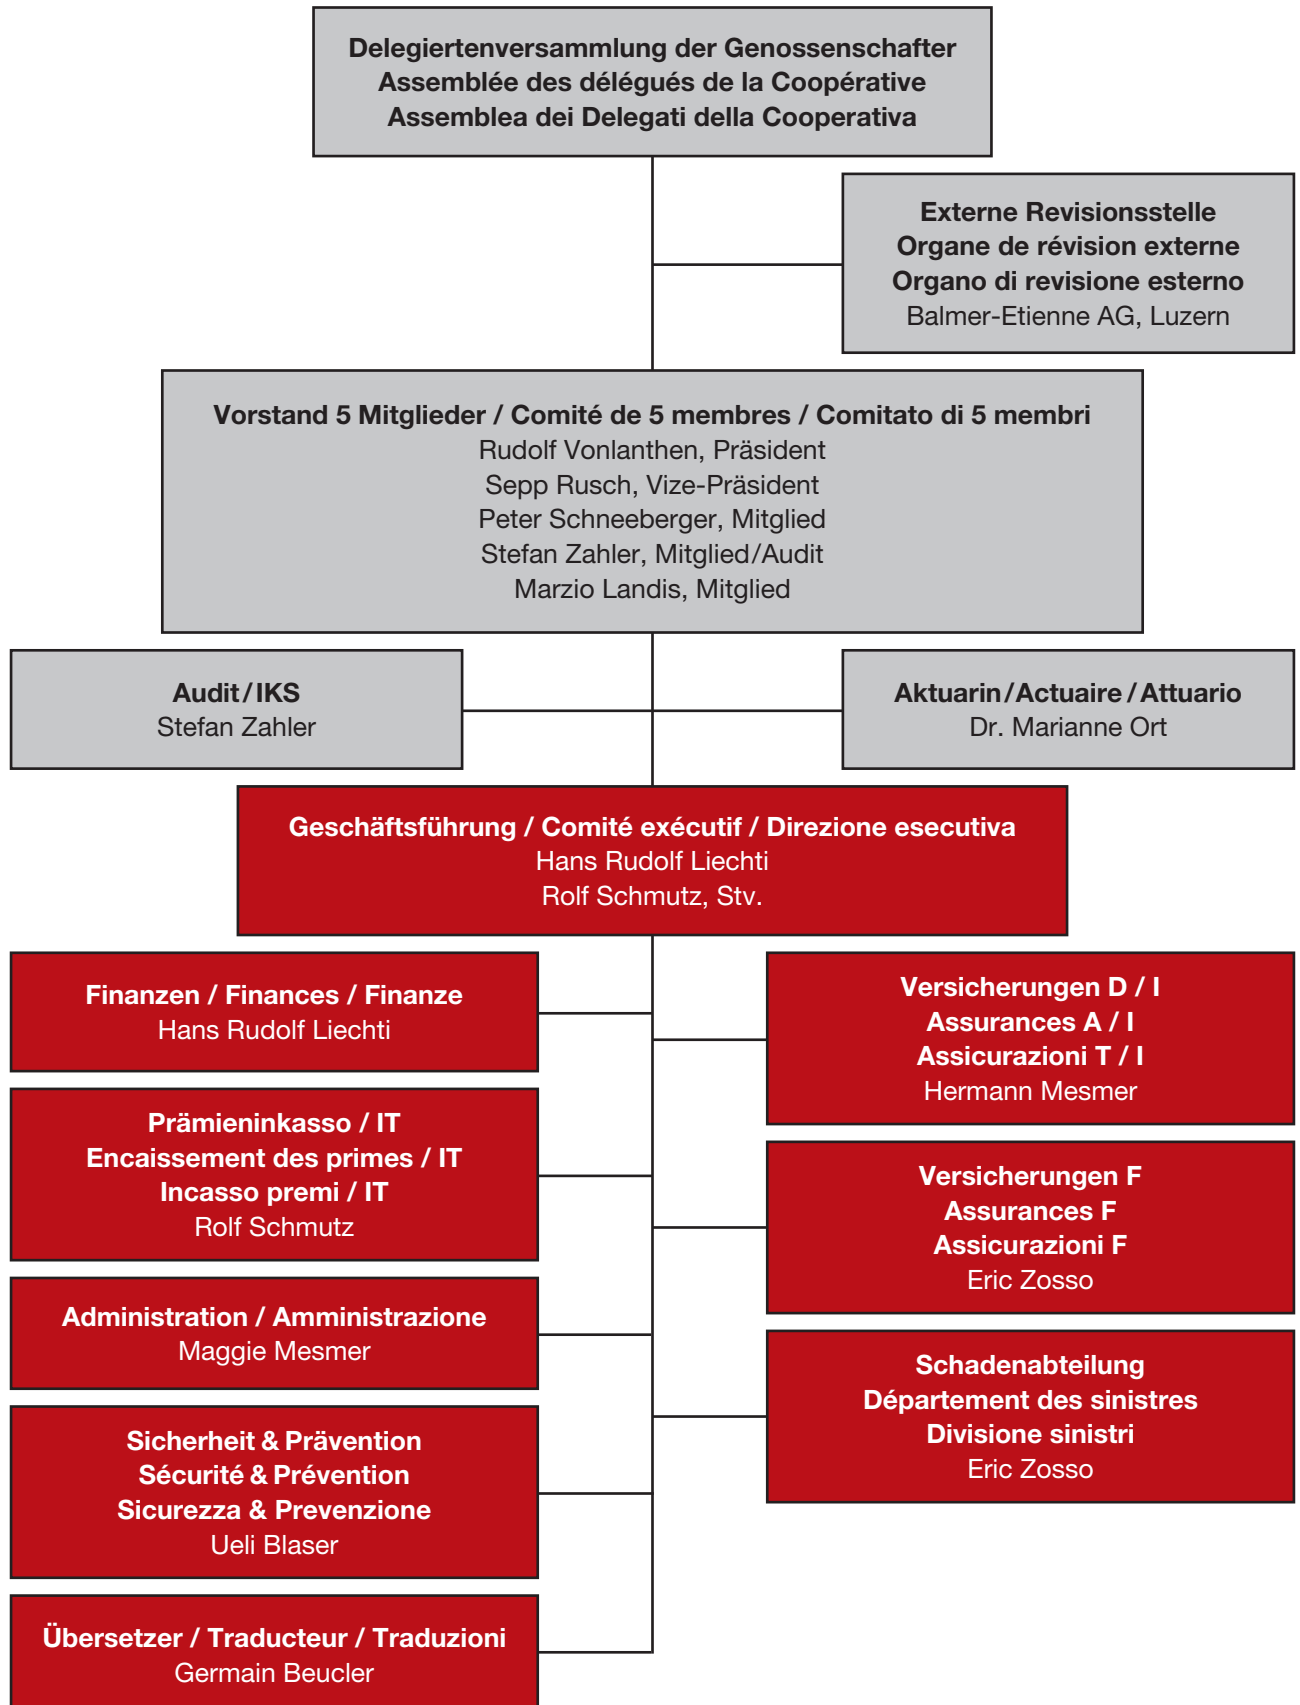 Delegiertenversammlung der Genossenschafter
Assemblée des délégués de la Coopérative
Assemblea dei Delegati della Cooperativa
Externe Revisionsstelle
Organe de révision externe
Organo di revisione esterno
Balmer-Etienne AG, Luzern
Vorstand 5 Mitglieder / Comité de 5 membres / Comitato di 5 membri
Rudolf Vonlanthen, Präsident
Sepp Rusch, Vize-Präsident
Peter Schneeberger, Mitglied
Stefan Zahler, Mitglied/Audit
Marzio Landis, Mitglied
Audit/IKS
Stefan Zahler
Aktuarin/Actuaire/Attuario
Dr. Marianne Ort
Geschäftsführung / Comité exécutif / Direzione esecutiva
Hans Rudolf Liechti
Rolf Schmutz, Stv.
Finanzen / Finances / Finanze
Hans Rudolf Liechti
Prämieninkasso / IT
Encaissement des primes / IT
Incasso premi / IT
Rolf Schmutz
Administration / Amministrazione
Maggie Mesmer
Sicherheit & Prävention
Sécurité & Prévention
Sicurezza & Prevenzione
Ueli Blaser
Übersetzer / Traducteur / Traduzioni
Germain Beucler
Versicherungen D / I
Assurances A / I
Assicurazioni T / I
Hermann Mesmer
Versicherungen F
Assurances F
Assicurazioni F
Eric Zosso
Schadenabteilung
Département des sinistres
Divisione sinistri
Eric Zosso